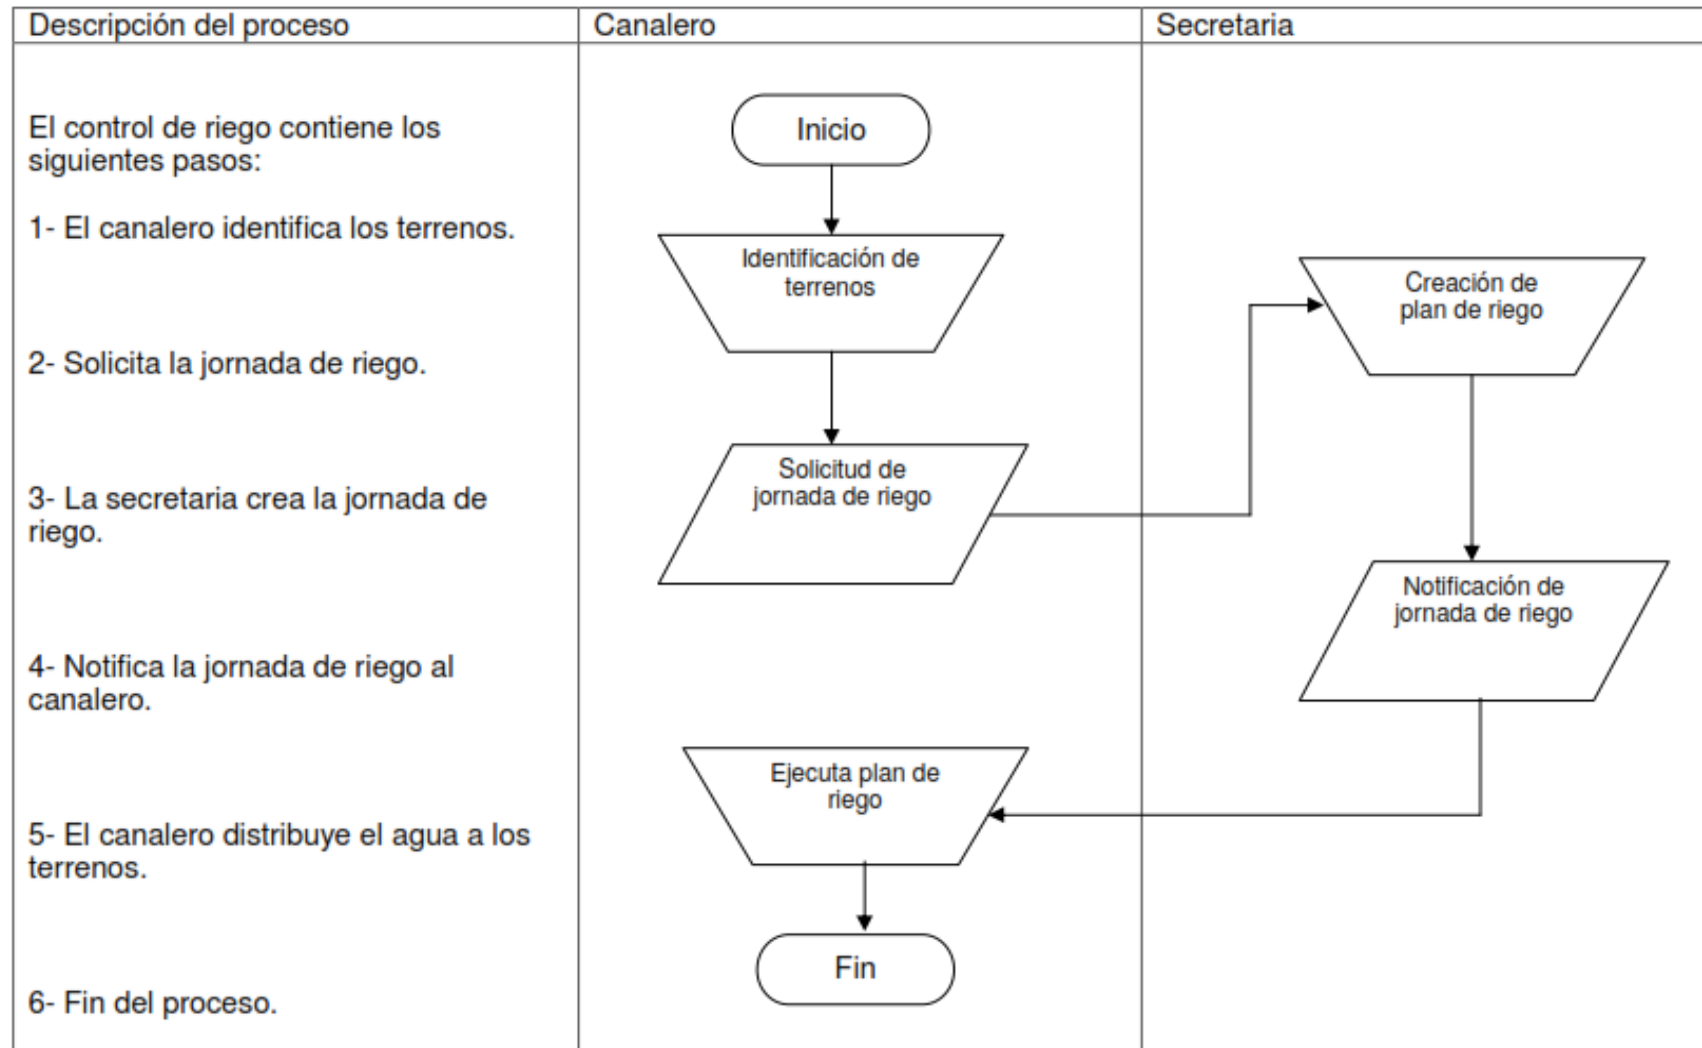 Descripción del proceso
Canalero
Secretaria
El control de riego contiene los
siguientes pasos:
1- El canalero identifica los terrenos.
2- Solicita la jornada de riego.
3- La secretaria crea la jornada de
riego.
4- Notifica la jornada de riego al
canalero.
5- El canalero distribuye el agua a los
terrenos.
6- Fin del proceso.
Inicio
Identificación de
terrenos
Solicitud de
jornada de riego
Creación de
plan de riego
Notificación de
jornada de riego
Ejecuta plan de
riego
Fin